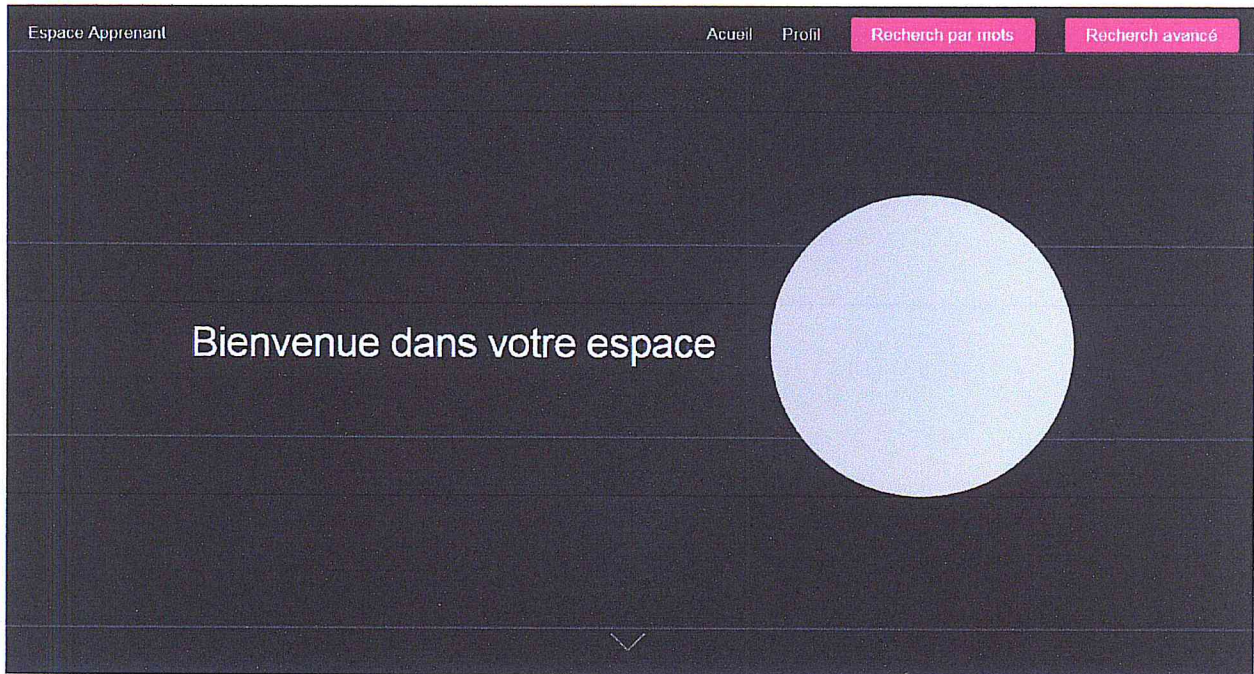 Espace Apprenant Acueil Profil Recherch par mots Recherch avancé
Bienvenue dans votre espace